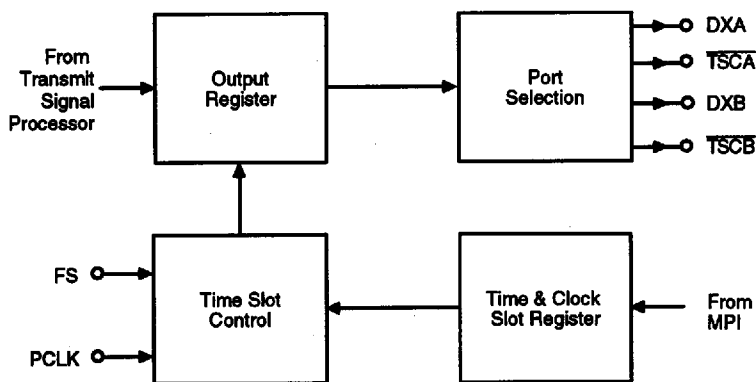 From
Transmit
Signal
Processor
Output
Register
Port
Selection
DXA
TSCA
DXB
TSCB
FS
PCLK
Time Slot
Control
Time & Clock
Slot Register
From
MPI